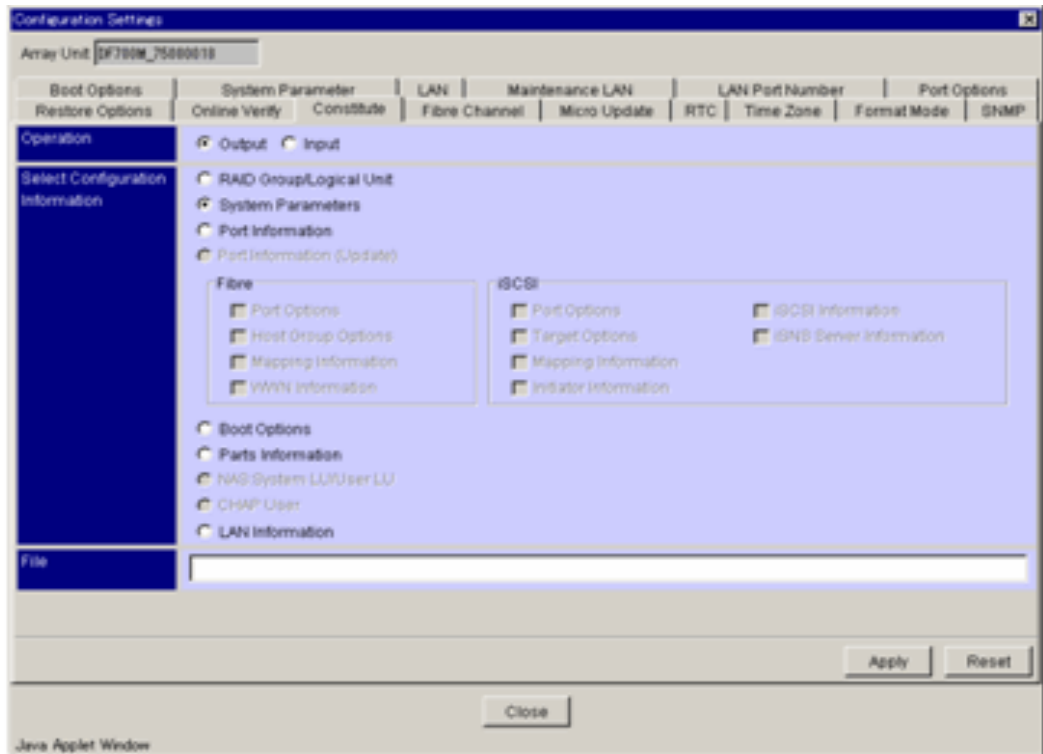 Configuration Settings
Array Unit DF700M_75000018
Boot Options System Parameter LAN Maintenance LAN LAN Port Number Port Options
Restore Options Online Verify Constitute Fibre Channel Micro Update RTC Time Zone Format Mode SNMP
Operation
Output Input
Select Configuration Information
RAID Group/Logical Unit
System Parameters
Port Information
Port Information (Update)
Fibre
Port Options
Host Group Options
Mapping Information
WWN Information
iSCSI
Port Options iSCSI Information
Target Options iSNS Server Information
Mapping Information
Initiator Information
Boot Options
Parts Information
NAS System LU/User LU
CHAP User
LAN Information
File
Apply Reset
Close
Java Applet Window